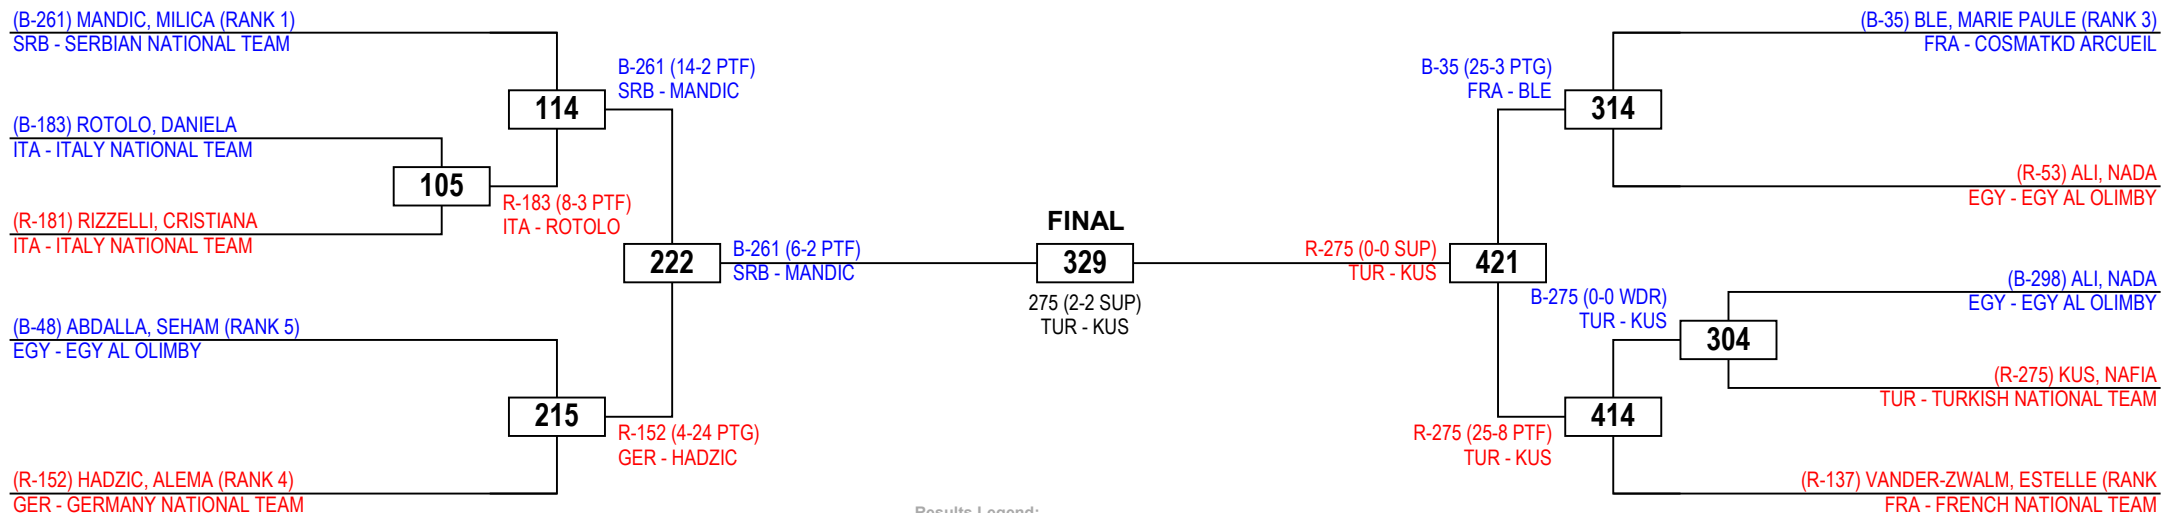 (B-261) MANDIC, MILICA (RANK 1)
SRB - SERBIAN NATIONAL TEAM
B-261 (14-2 PTF)
SRB - MANDIC
114
(B-183) ROTOLO, DANIELA
ITA - ITALY NATIONAL TEAM
105
R-183 (8-3 PTF)
ITA - ROTOLO
(R-181) RIZZELLI, CRISTIANA
ITA - ITALY NATIONAL TEAM
222
B-261 (6-2 PTF)
SRB - MANDIC
(B-48) ABDALLA, SEHAM (RANK 5)
EGY - EGY AL OLIMBY
215
R-152 (4-24 PTG)
GER - HADZIC
(R-152) HADZIC, ALEMA (RANK 4)
GER - GERMANY NATIONAL TEAM
FINAL
329
275 (2-2 SUP)
TUR - KUS
Results Legend:
(B-35) BLE, MARIE PAULE (RANK 3)
FRA - COSMATKD ARCUEIL
B-35 (25-3 PTG)
FRA - BLE
314
(R-53) ALI, NADA
EGY - EGY AL OLIMBY
R-275 (0-0 SUP)
TUR - KUS
421
(B-298) ALI, NADA
EGY - EGY AL OLIMBY
B-275 (0-0 WDR)
TUR - KUS
304
(R-275) KUS, NAFIA
TUR - TURKISH NATIONAL TEAM
414
R-275 (25-8 PTF)
TUR - KUS
(R-137) VANDER-ZWALM, ESTELLE (RANK
FRA - FRENCH NATIONAL TEAM